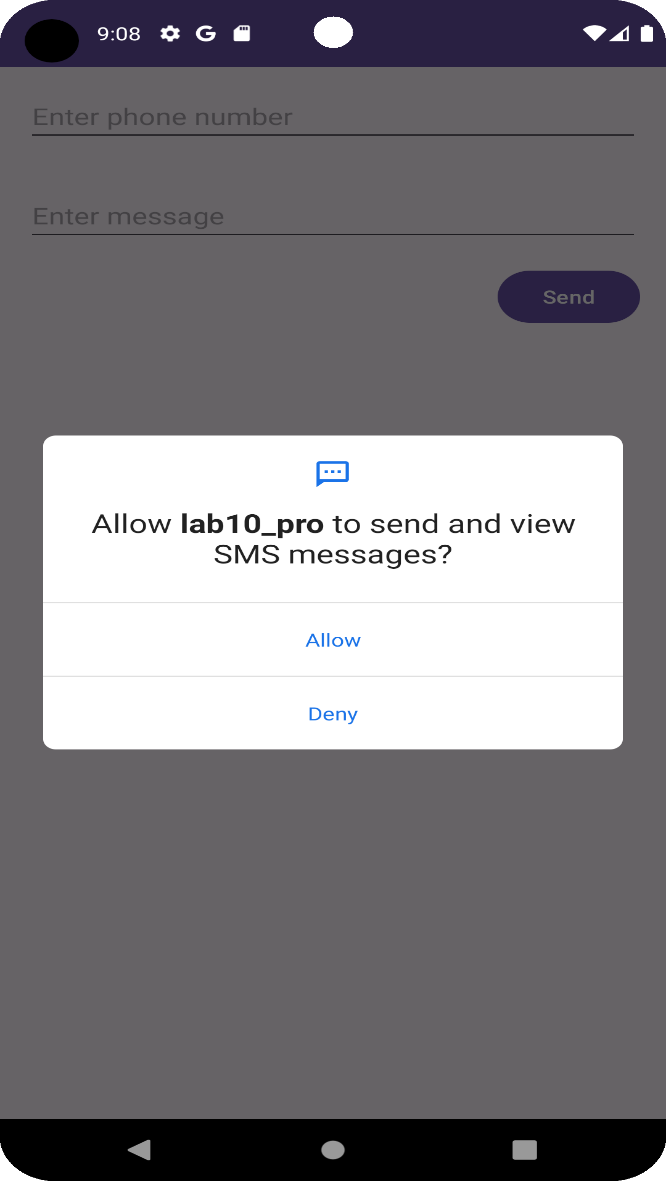 9:08
Enter phone number
Enter message
Send
Allow lab10_pro to send and view
SMS messages?
Allow
Deny